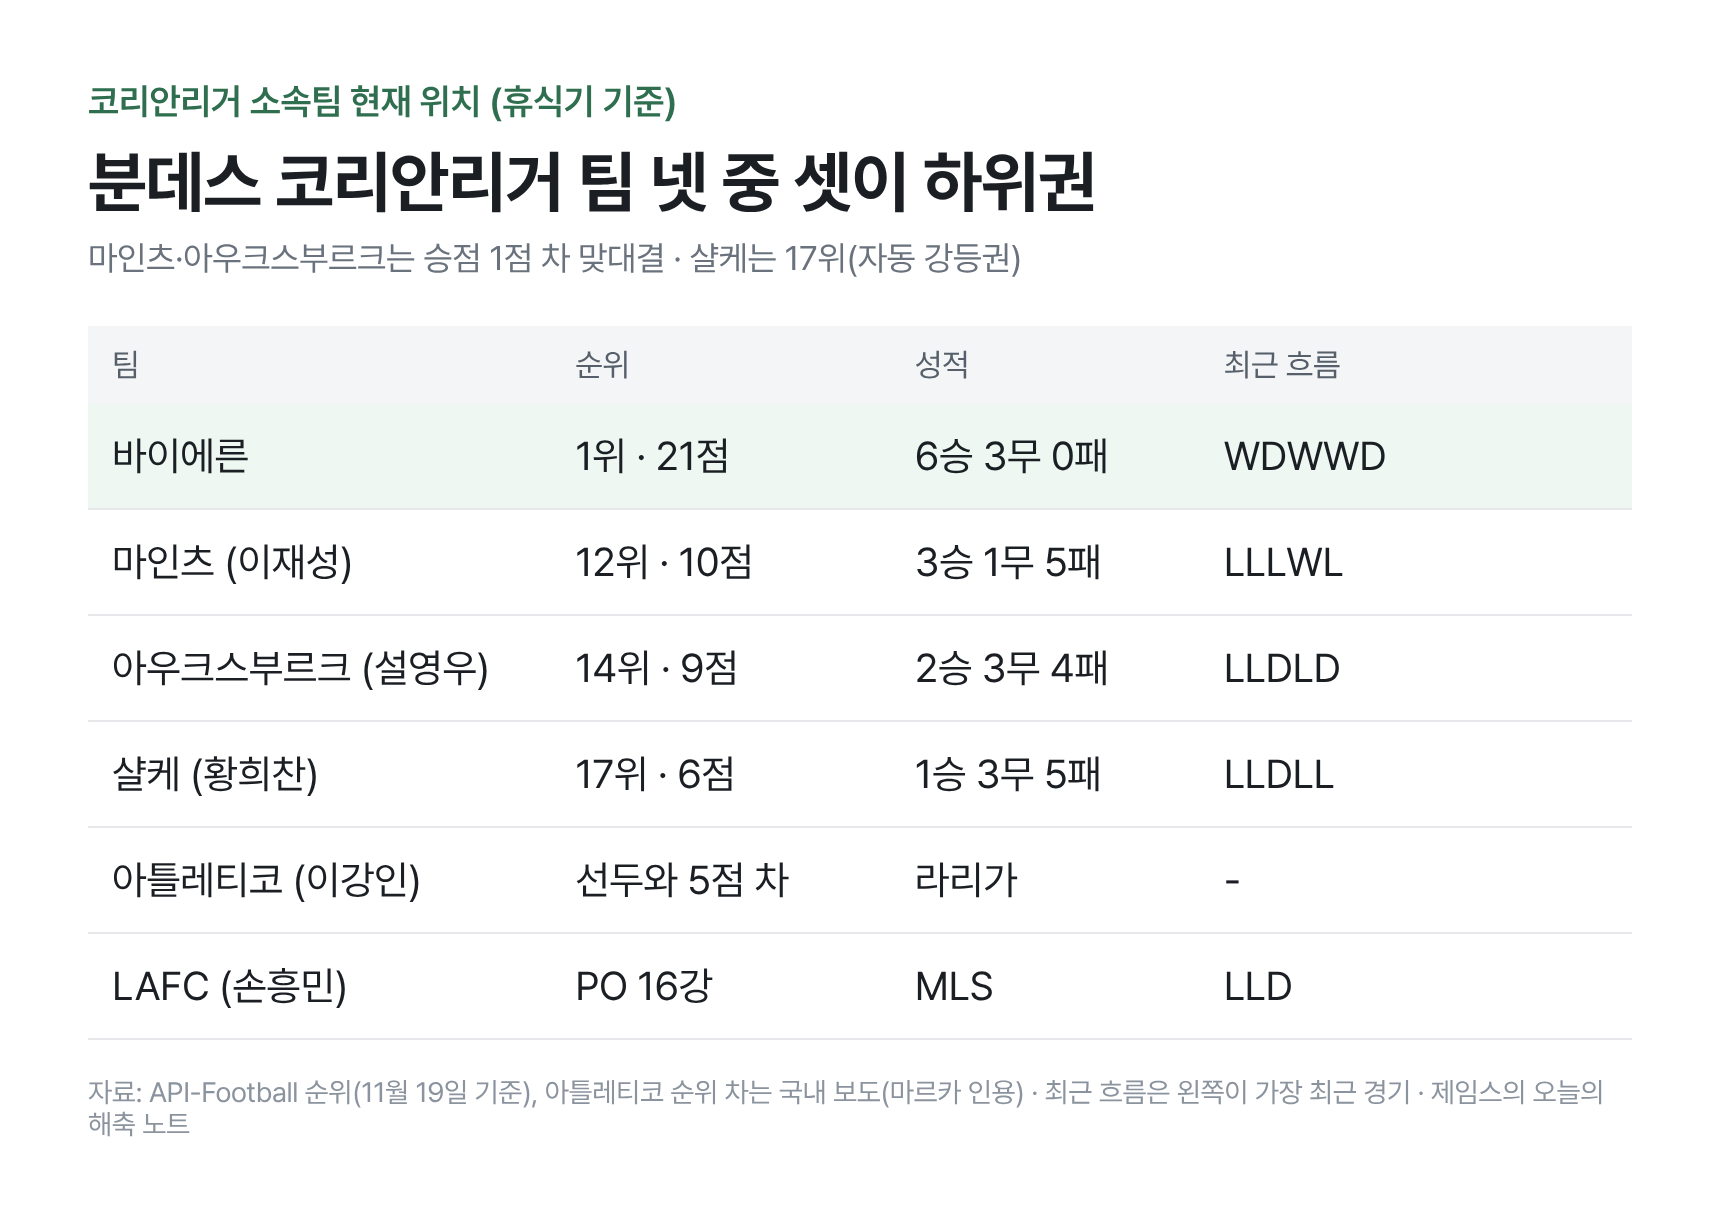 코리안리거 소속팀 현재 위치 (휴식기 기준)
분데스 코리안리거 팀 넷 중 셋이 하위권
마인츠·아우크스부르크는 승점 1점 차 맞대결 · 샬케는 17위(자동 강등권)
팀 순위 성적 최근 흐름
바이에른 1위 · 21점 6승 3무 0패 WDWWD
마인츠 (이재성) 12위 · 10점 3승 1무 5패 LLLWL
아우크스부르크 (설영우) 14위 · 9점 2승 3무 4패 LLDLD
샬케 (황희찬) 17위 · 6점 1승 3무 5패 LLDLL
아틀레티코 (이강인) 선두와 5점 차 라리가 -
LAFC (손흥민) PO 16강 MLS LLD
자료: API-Football 순위(11월 19일 기준), 아틀레티코 순위 차는 국내 보도(마르카 인용) · 최근 흐름은 왼쪽이 가장 최근 경기 · 제임스의 오늘의
해축 노트